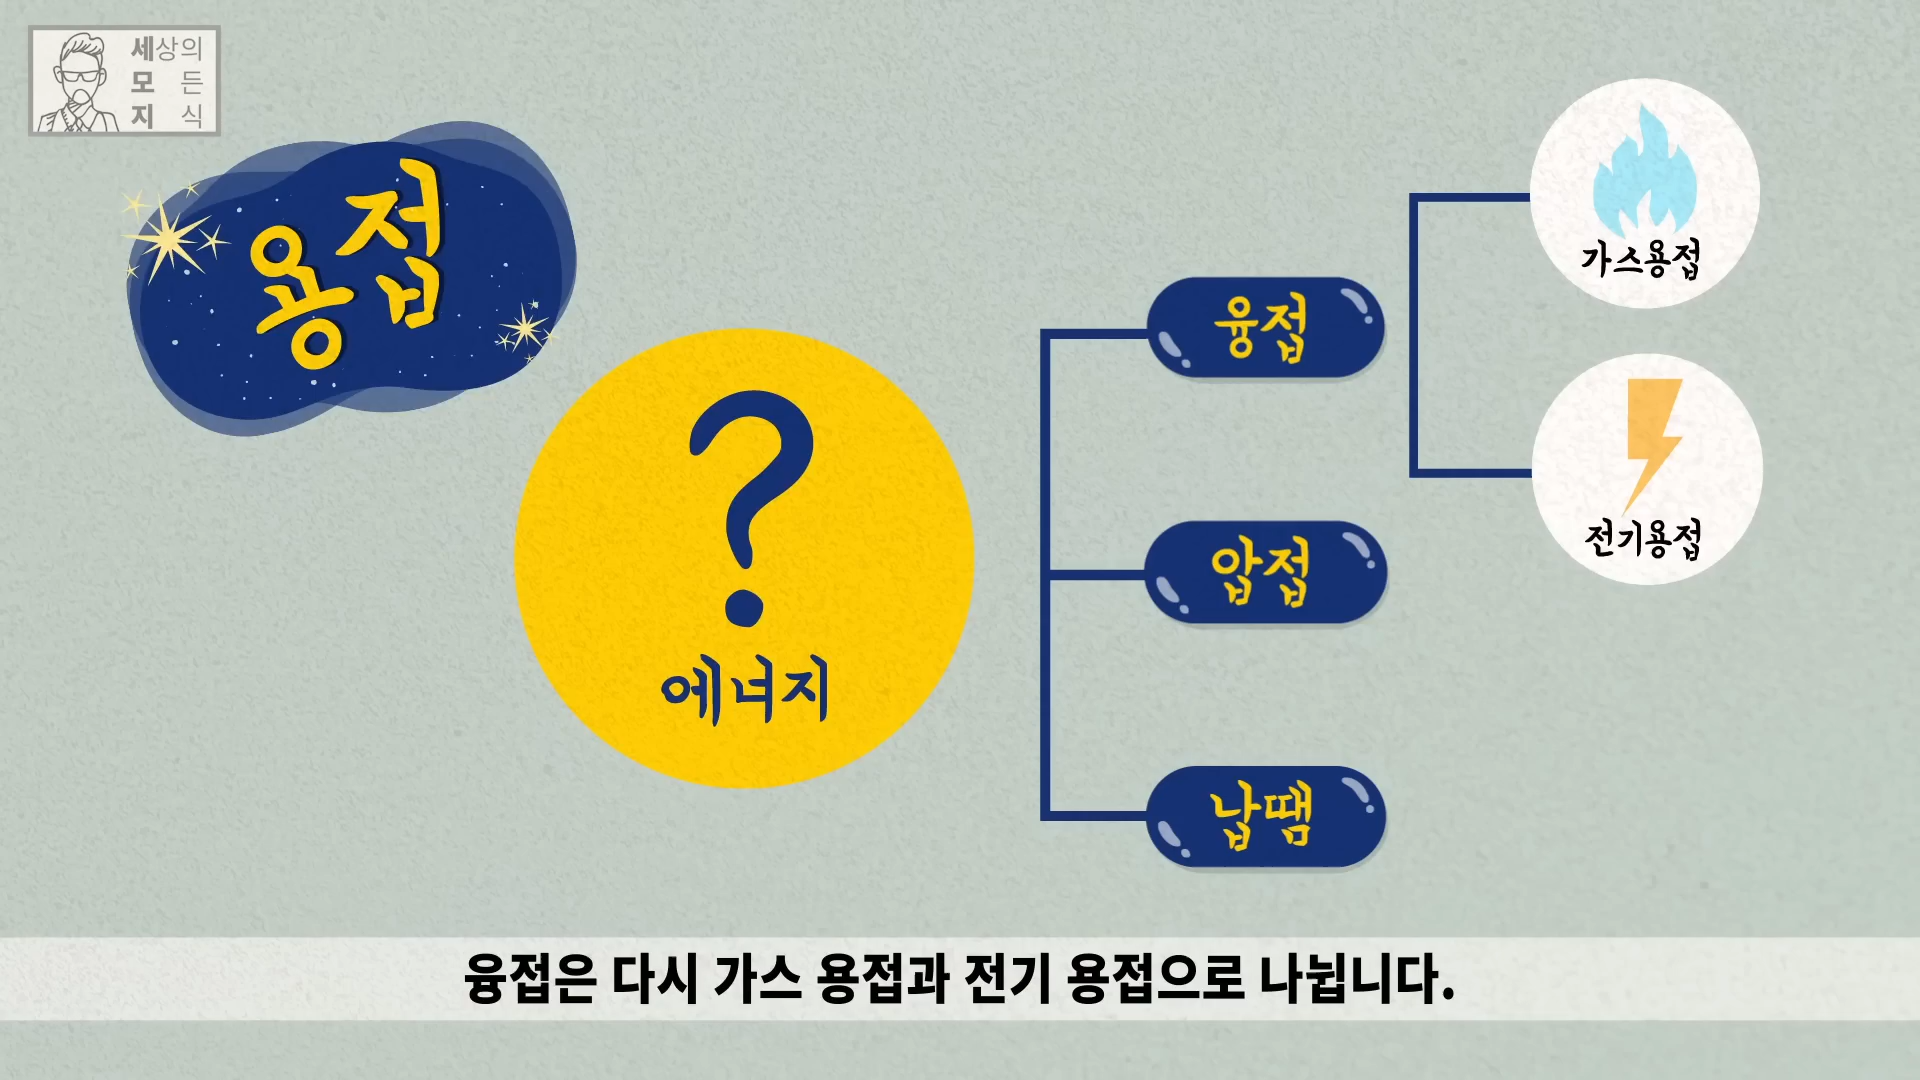 세상의
모든
지식
용접
에너지
융접
압접
납땜
가스용접
전기용접
융접은 다시 가스 용접과 전기 용접으로 나뉩니다.